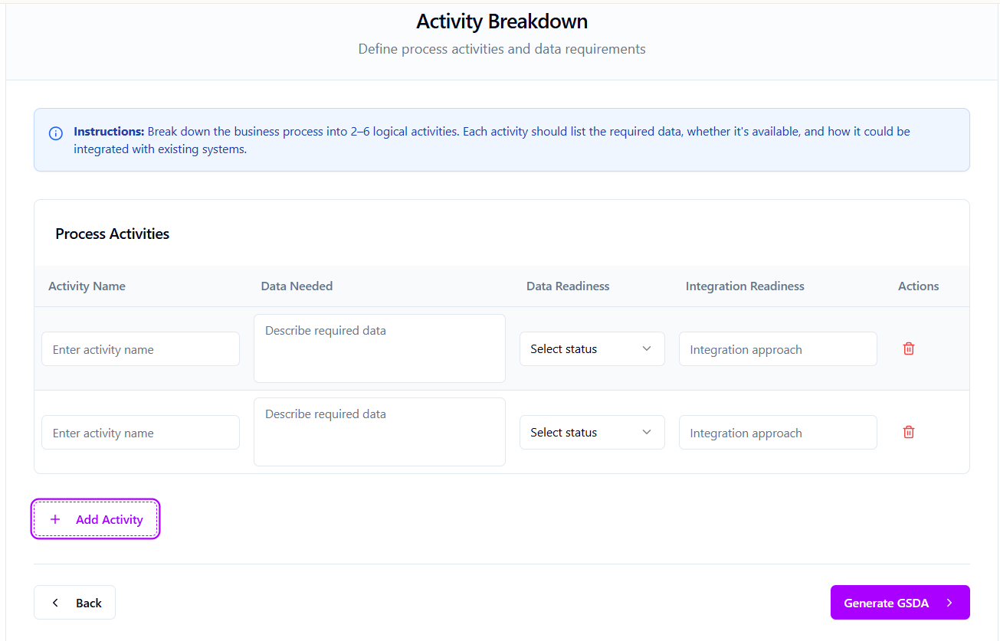 Activity Breakdown
Define process activities and data requirements
Instructions: Break down the business process into 2–6 logical activities. Each activity should list the required data, whether it's available, and how it could be
integrated with existing systems.
Process Activities
Activity Name Data Needed Data Readiness Integration Readiness Actions
Enter activity name Describe required data Select status Integration approach
Enter activity name Describe required data Select status Integration approach
+ Add Activity
Back Generate GSDA